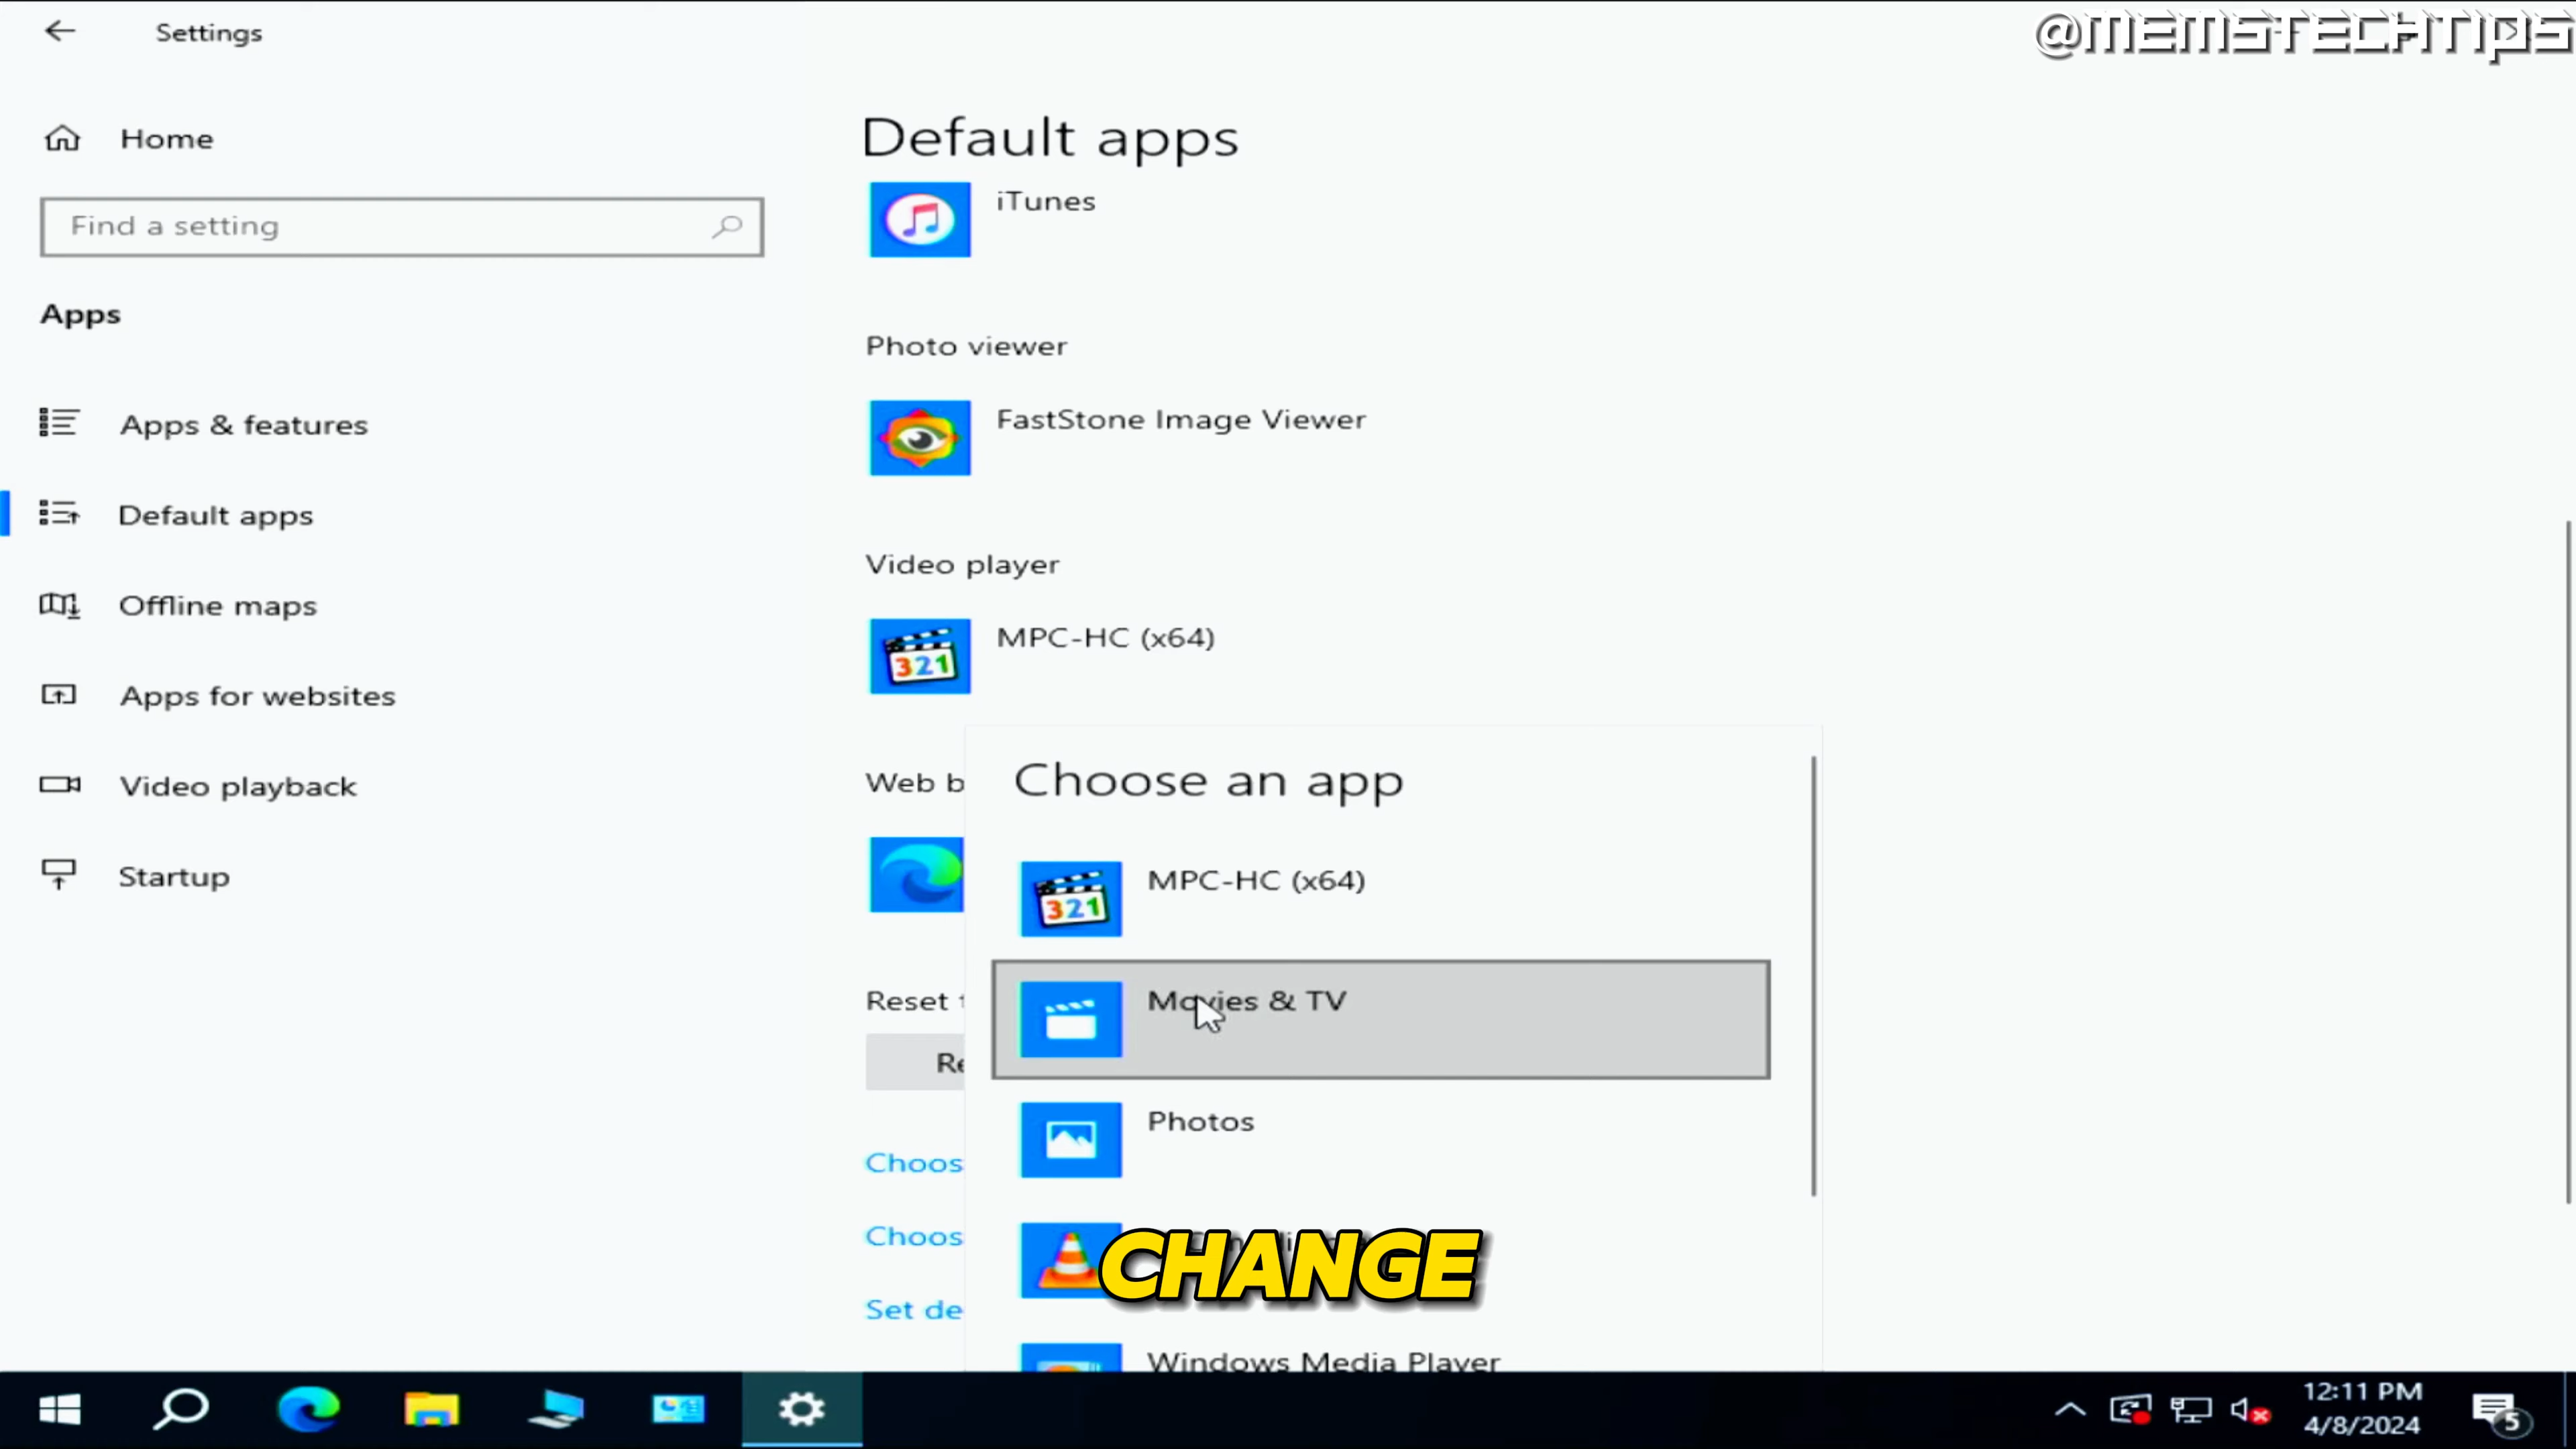 Settings
@MEMSTECHTIPS
Home
Find a setting
Apps
Apps & features
Default apps
Offline maps
Apps for websites
Video playback
Startup
Default apps
iTunes
Photo viewer
FastStone Image Viewer
Video player
MPC-HC (x64)
Web b
Reset
Re
Choos
Choos
Set de
Choose an app
MPC-HC (x64)
321
Movies & TV
Photos
CHANGE
Windows Media Player
321
12:11 PM
4/8/2024
5